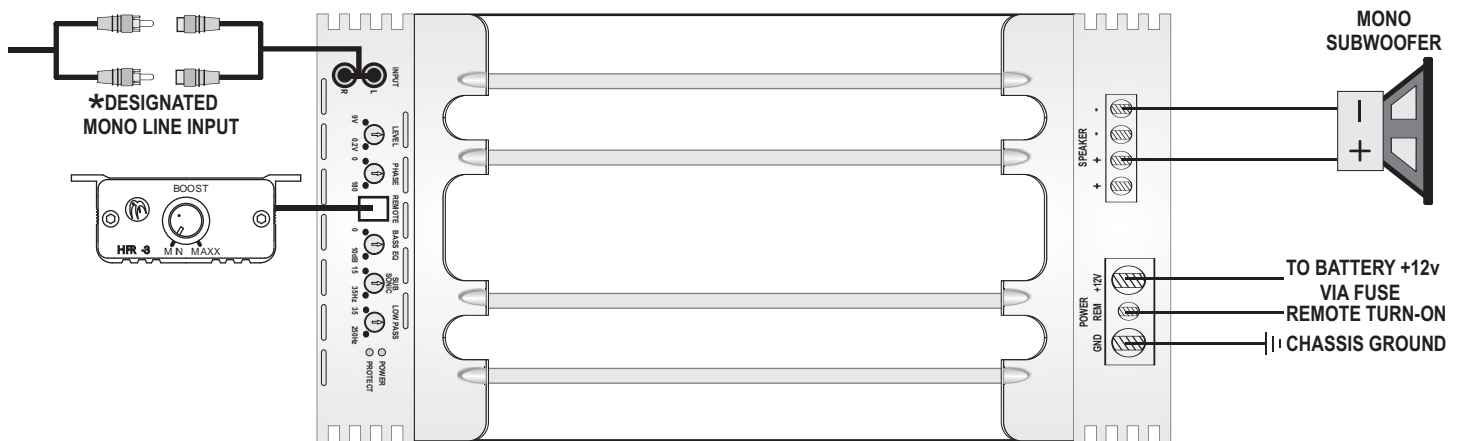 *DESIGNATED
MONO LINE INPUT
BOOST
HFR -3
MIN MAXX
INPUT
R L
LEVEL
9V 0.2V
PHASE
0 180
REMOTE
BASS EQ
0 10dB
SUB
SONIC
15 35Hz
LOW PASS
35 250Hz
POWER
PROTECT
SPEAKER
- - + +
POWER
+12V REM GND
MONO
SUBWOOFER
-
+
TO BATTERY +12v
VIA FUSE
REMOTE TURN-ON
CHASSIS GROUND